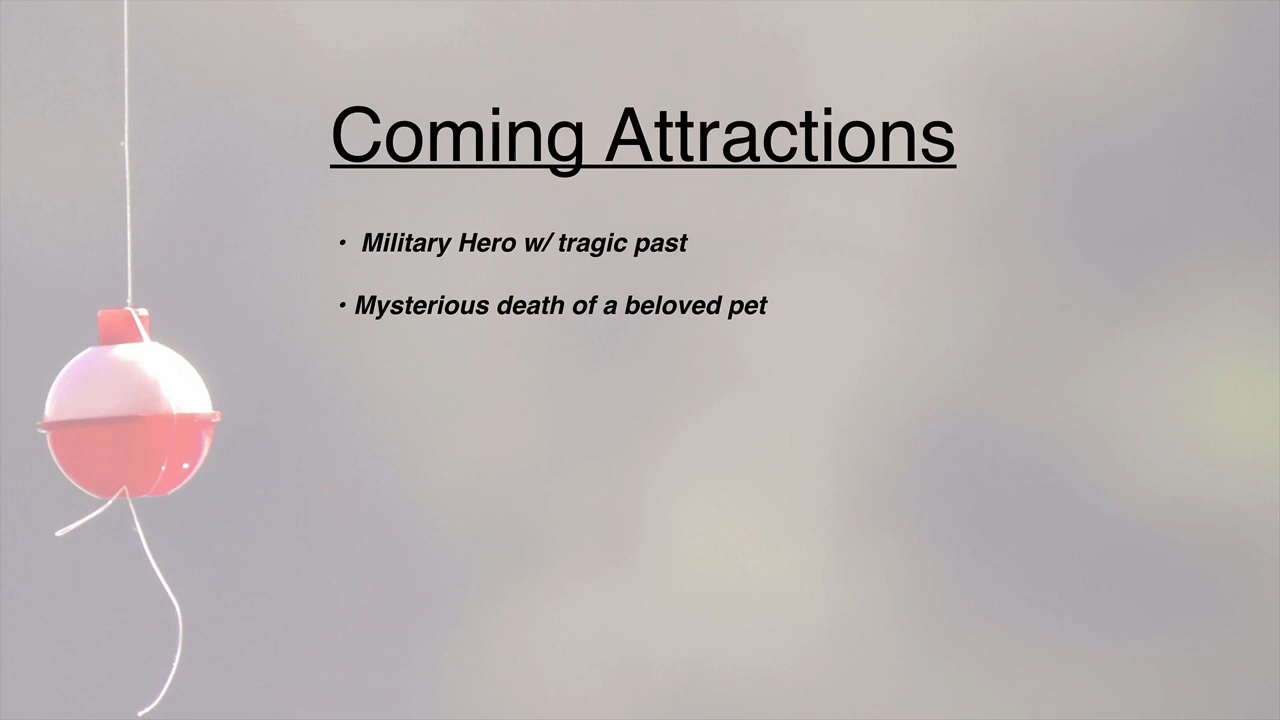 Coming Attractions
• Military Hero w/ tragic past
• Mysterious death of a beloved pet